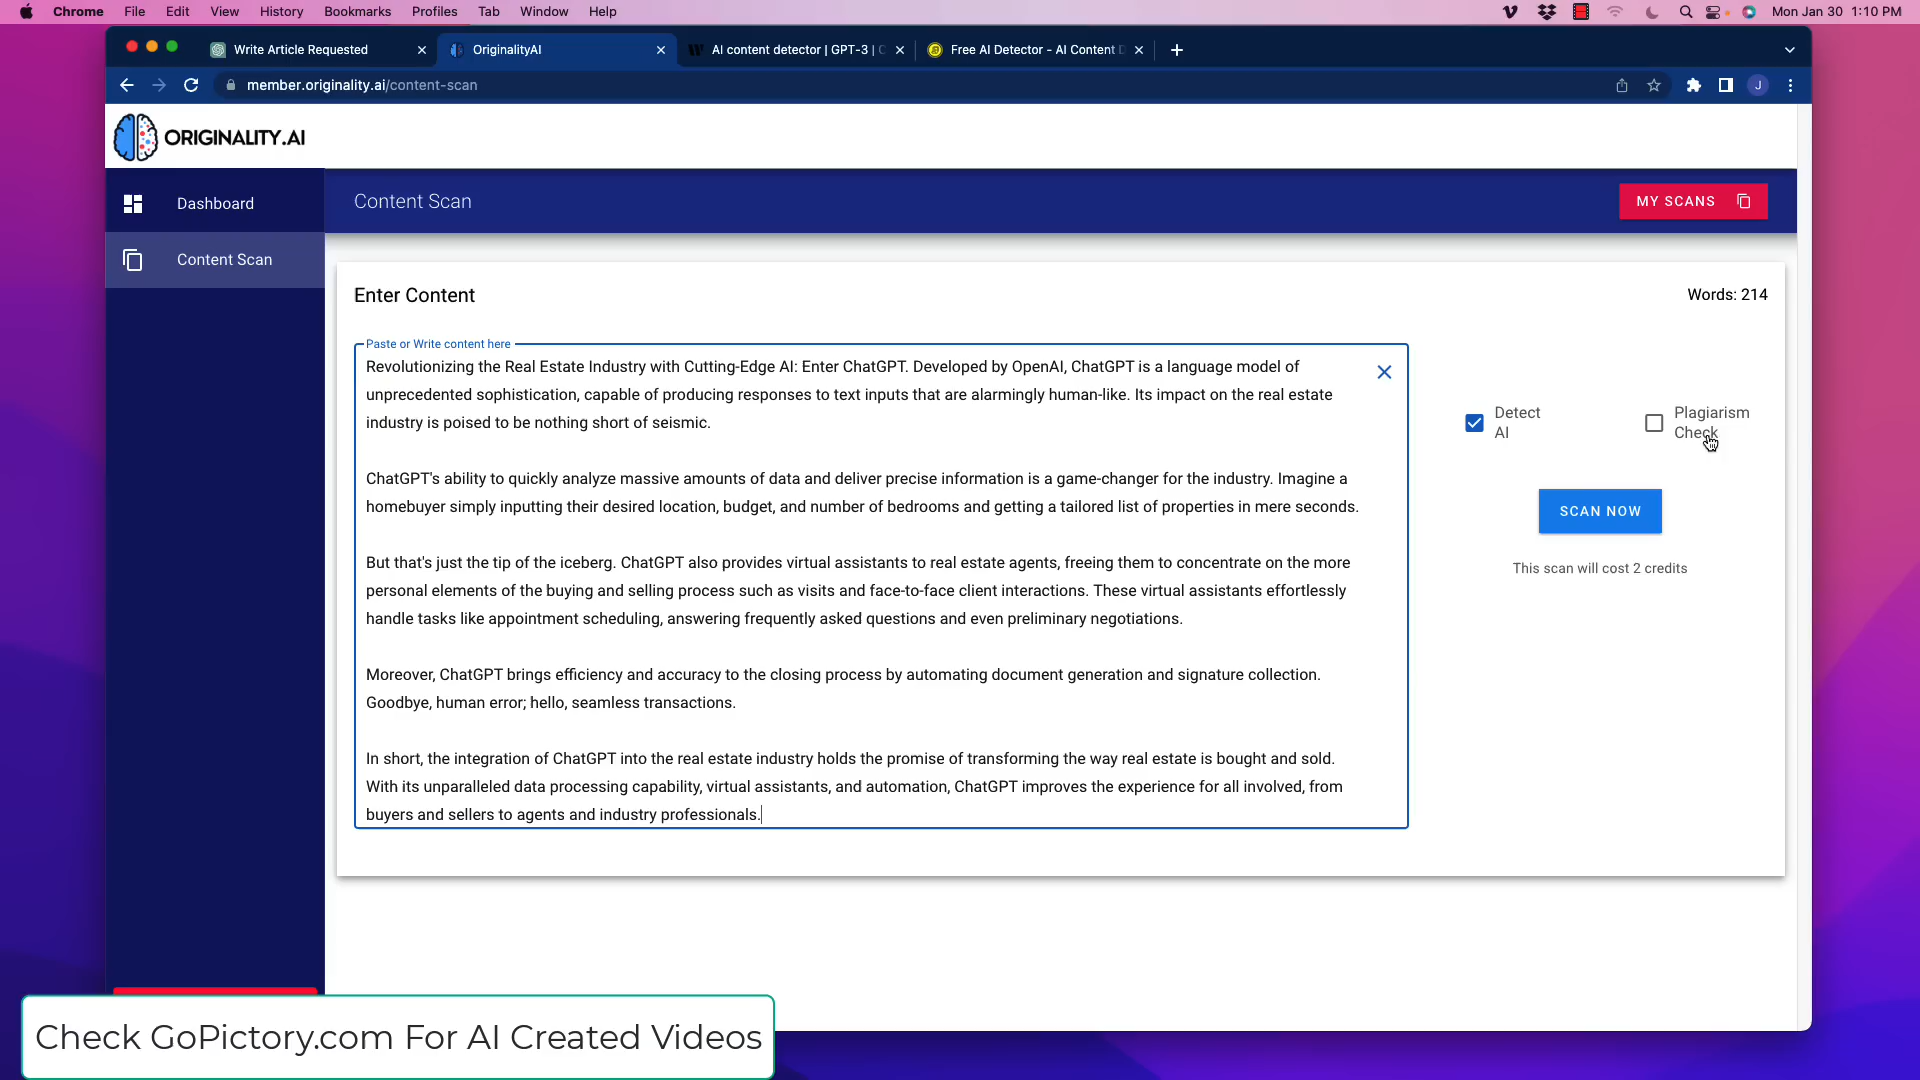 Chrome File Edit View History Bookmarks Profiles Tab Window Help Mon Jan 30 1:10 PM
Write Article Requested OriginalityAI AI content detector | GPT-3 | Free AI Detector - AI Content
member.originality.ai/content-scan J
ORIGINALITY.AI
Dashboard
Content Scan
Content Scan
MY SCANS
Enter Content
Words: 214
Paste or Write content here
Revolutionizing the Real Estate Industry with Cutting-Edge AI: Enter ChatGPT. Developed by OpenAI, ChatGPT is a language model of
unprecedented sophistication, capable of producing responses to text inputs that are alarmingly human-like. Its impact on the real estate
industry is poised to be nothing short of seismic.
ChatGPT's ability to quickly analyze massive amounts of data and deliver precise information is a game-changer for the industry. Imagine a
homebuyer simply inputting their desired location, budget, and number of bedrooms and getting a tailored list of properties in mere seconds.
But that's just the tip of the iceberg. ChatGPT also provides virtual assistants to real estate agents, freeing them to concentrate on the more
personal elements of the buying and selling process such as visits and face-to-face client interactions. These virtual assistants effortlessly
handle tasks like appointment scheduling, answering frequently asked questions and even preliminary negotiations.
Moreover, ChatGPT brings efficiency and accuracy to the closing process by automating document generation and signature collection.
Goodbye, human error; hello, seamless transactions.
In short, the integration of ChatGPT into the real estate industry holds the promise of transforming the way real estate is bought and sold.
With its unparalleled data processing capability, virtual assistants, and automation, ChatGPT improves the experience for all involved, from
buyers and sellers to agents and industry professionals.
Detect
AI
Plagiarism
Check
SCAN NOW
This scan will cost 2 credits
Check GoPictory.com For AI Created Videos